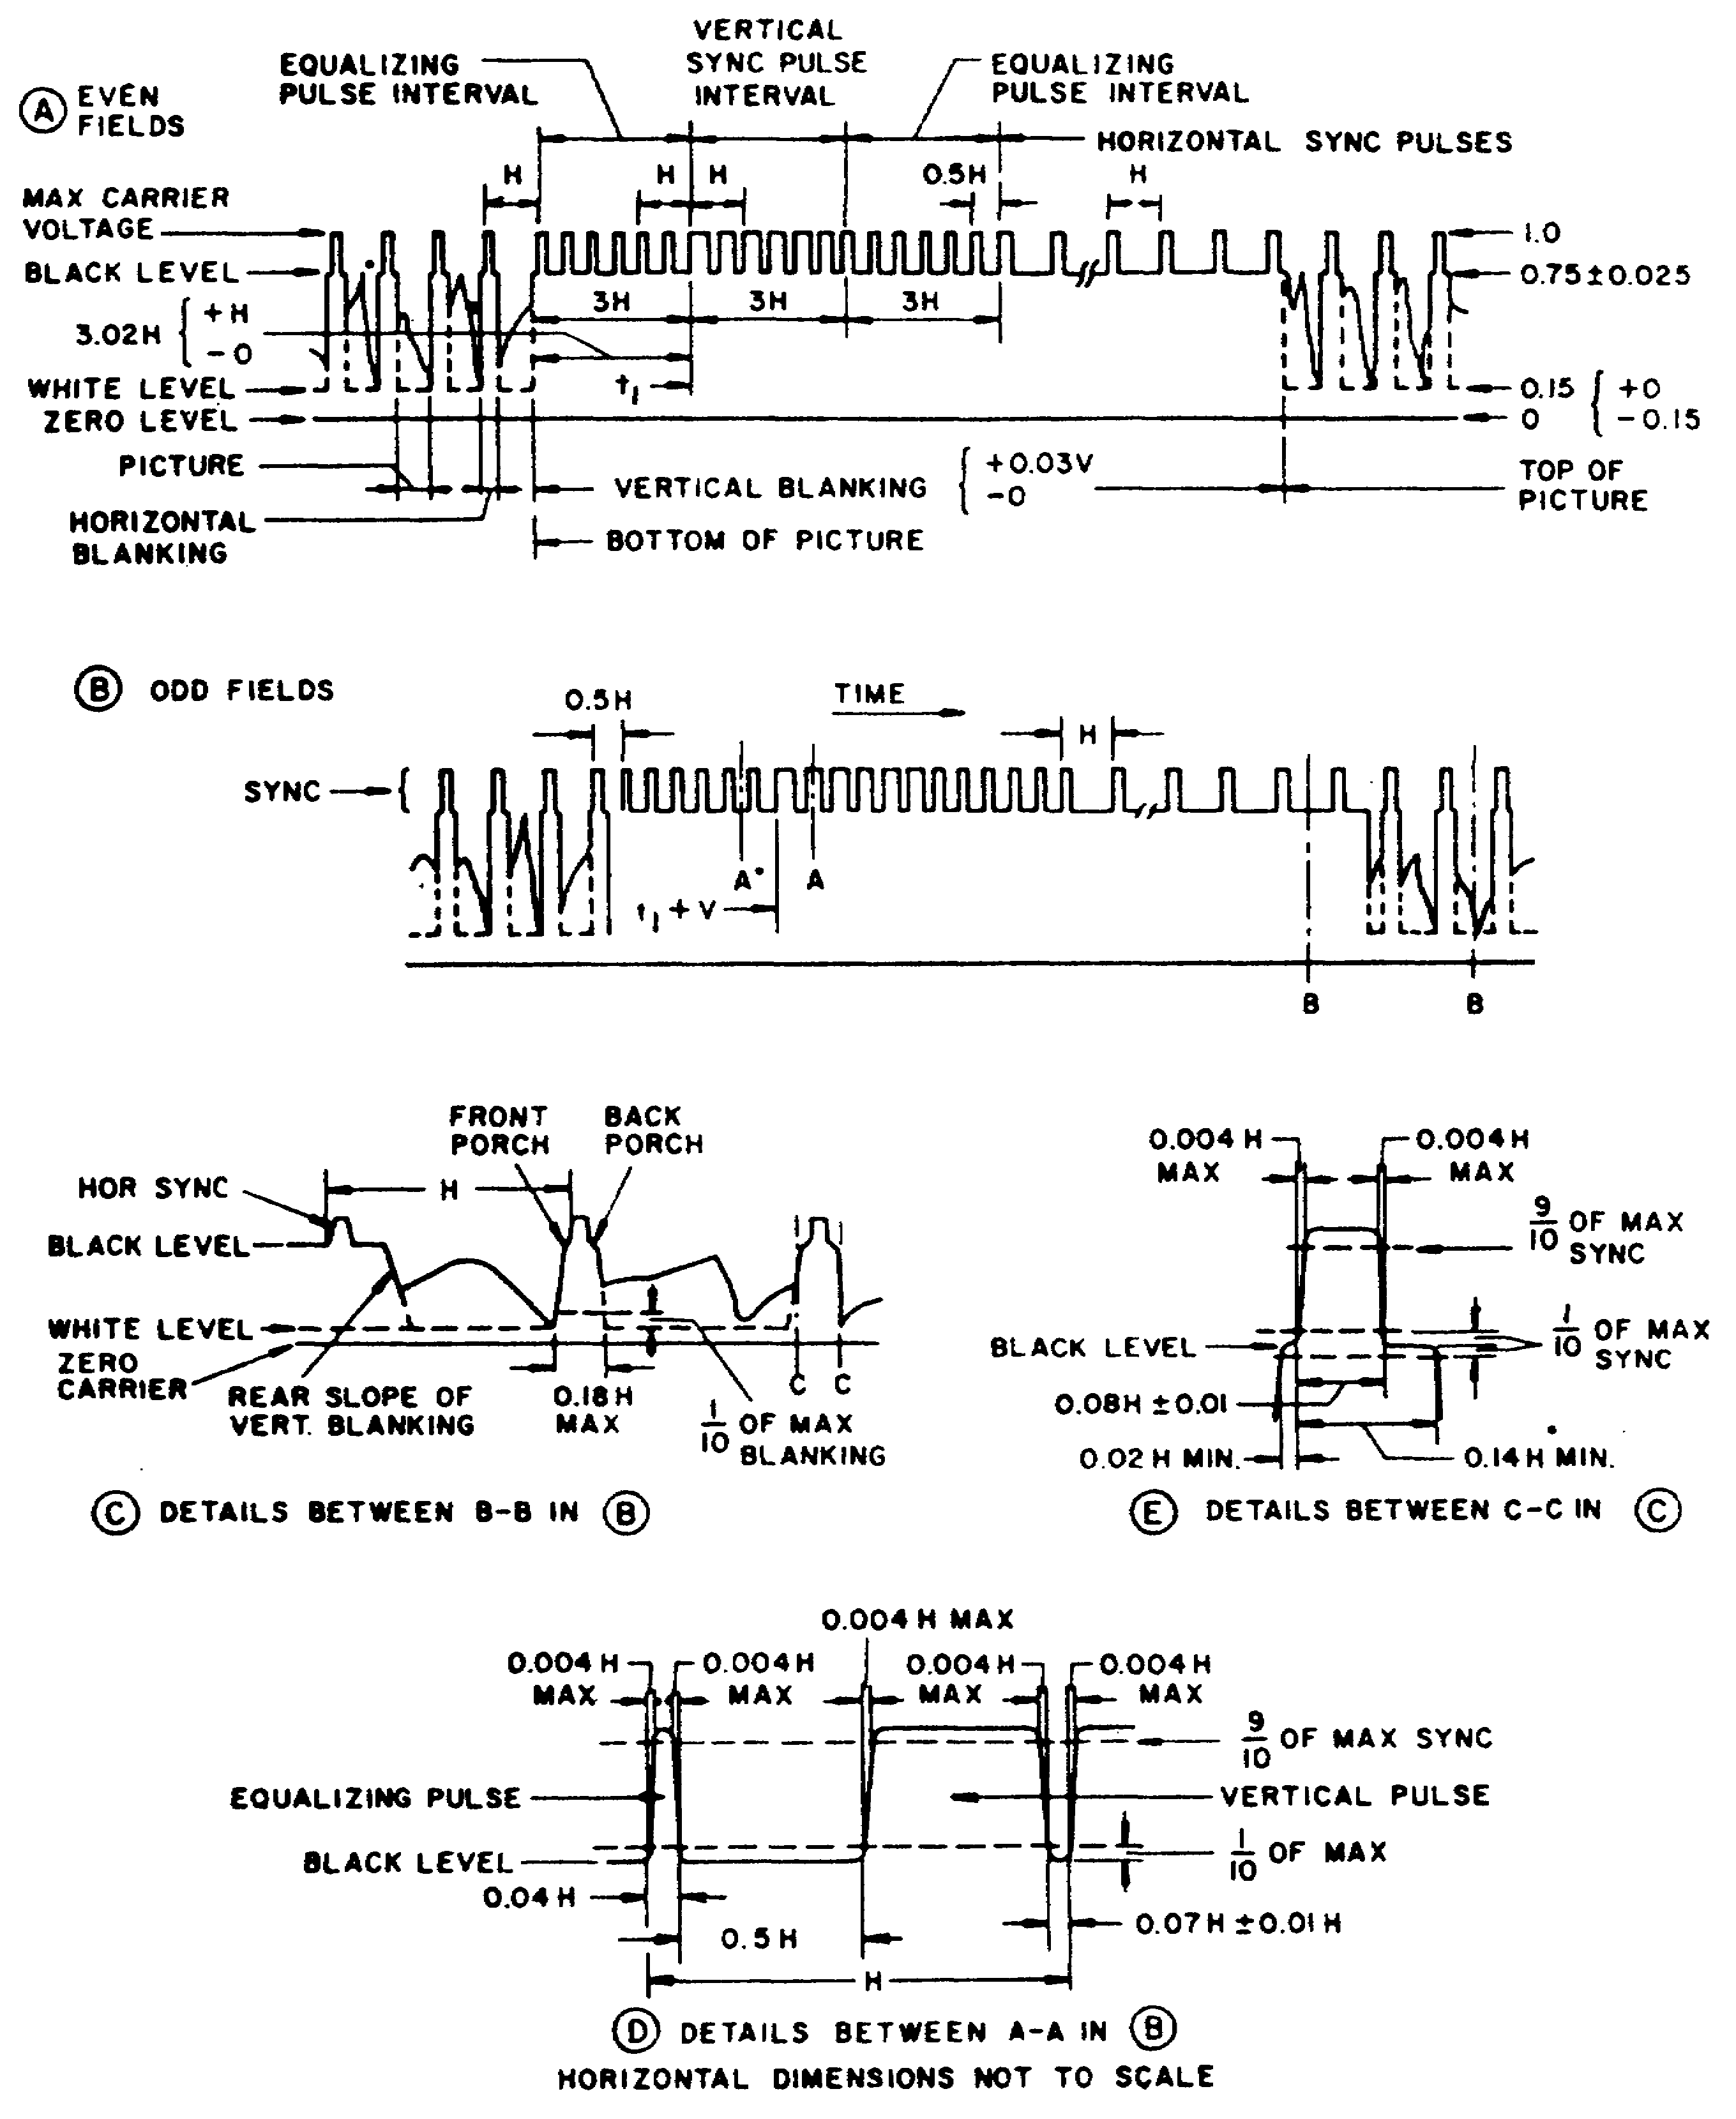 VERTICAL
SYNC PULSE
INTERVAL
EQUALIZING
PULSE INTERVAL
EQUALIZING
PULSE INTERVAL
A EVEN
FIELDS
HORIZONTAL SYNC PULSES
H
H
H
0.5H
H
MAX CARRIER
VOLTAGE
1.0
BLACK LEVEL
0.75±0.025
3H
3H
3H
3.02H { +H
-0
t1
WHITE LEVEL
0.15 { +0
ZERO LEVEL
0 -0.15
PICTURE
VERTICAL BLANKING { +0.03V
-0
TOP OF
PICTURE
HORIZONTAL
BLANKING
BOTTOM OF PICTURE
B ODD FIELDS
0.5H
TIME
H
SYNC {
A
A
t1 + V
B
B
FRONT
PORCH
BACK
PORCH
HOR SYNC
H
BLACK LEVEL
WHITE LEVEL
ZERO
CARRIER
REAR SLOPE OF
VERT. BLANKING
0.18H
MAX
C
C
1/10 OF MAX
BLANKING
C DETAILS BETWEEN B-B IN B
0.004 H
MAX
0.004 H
MAX
9/10 OF MAX
SYNC
BLACK LEVEL
1/10 OF MAX
SYNC
0.08H ±0.01
0.02 H MIN.
0.14 H MIN.
E DETAILS BETWEEN C-C IN C
0.004 H MAX
0.004 H
MAX
0.004 H
MAX
0.004 H
MAX
0.004 H
MAX
9/10 OF MAX SYNC
EQUALIZING PULSE
VERTICAL PULSE
BLACK LEVEL
1/10 OF MAX
0.04 H
0.5 H
0.07 H ±0.01 H
H
D DETAILS BETWEEN A-A IN B
HORIZONTAL DIMENSIONS NOT TO SCALE